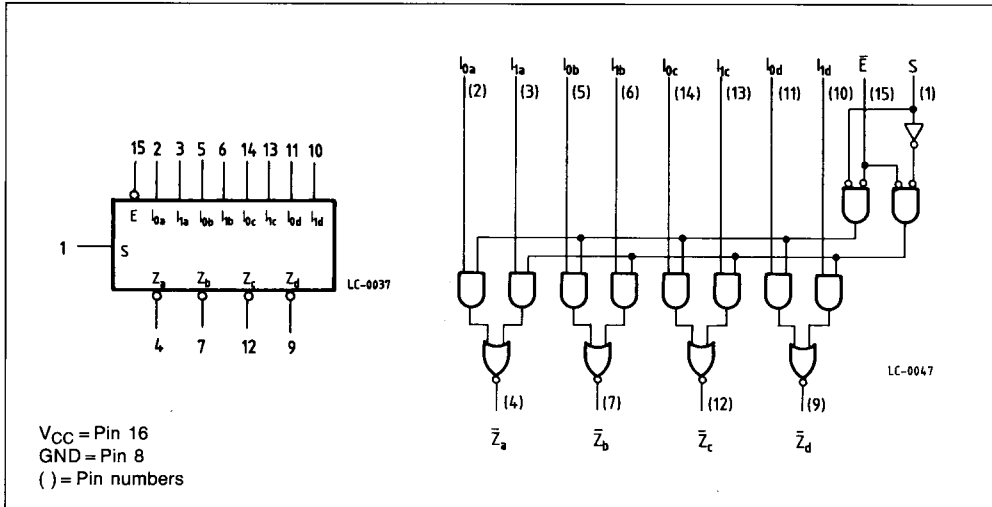 15 2 3 5 6 14 13 11 10
E I0a I1a I0b I1b I0c I1c I0d I1d
1 S
Za Zb Zc Zd
LC-0037
4 7 12 9
VCC = Pin 16
GND = Pin 8
( ) = Pin numbers
I0a I1a I0b I1b I0c I1c I0d I1d E̅ S
(2) (3) (5) (6) (14) (13) (11) (10) (15) (1)
LC-0047
(4) (7) (12) (9)
Z̅a Z̅b Z̅c Z̅d